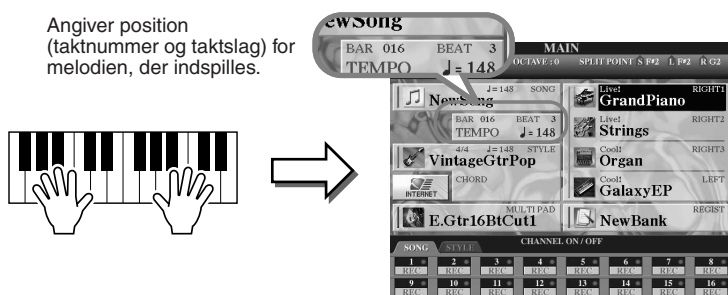 Angiver position
(taktnummer og taktslag) for
melodien, der indspilles.
ewSong
BAR 016 BEAT 3
TEMPO ♩= 148
MAIN
OCTAVE : 0 SPLIT POINT S F#2 L F#2 R G2
♩= 148 SONG
NewSong
BAR 016 BEAT 3
TEMPO ♩= 148
4/4 ♩= 148 STYLE
VintageGtrPop
INTERNET
CHORD
MULTI PAD
E.Gtr16BtCut1
Live! RIGHT1
GrandPiano
Live! RIGHT2
Strings
Cool! RIGHT3
Organ
Cool! LEFT
GalaxyEP
REGIST
NewBank
SONG STYLE CHANNEL ON / OFF
1 2 3 4 5 6 7 8
REC REC REC REC REC REC REC REC
9 10 11 12 13 14 15 16
REC REC REC REC REC REC REC REC